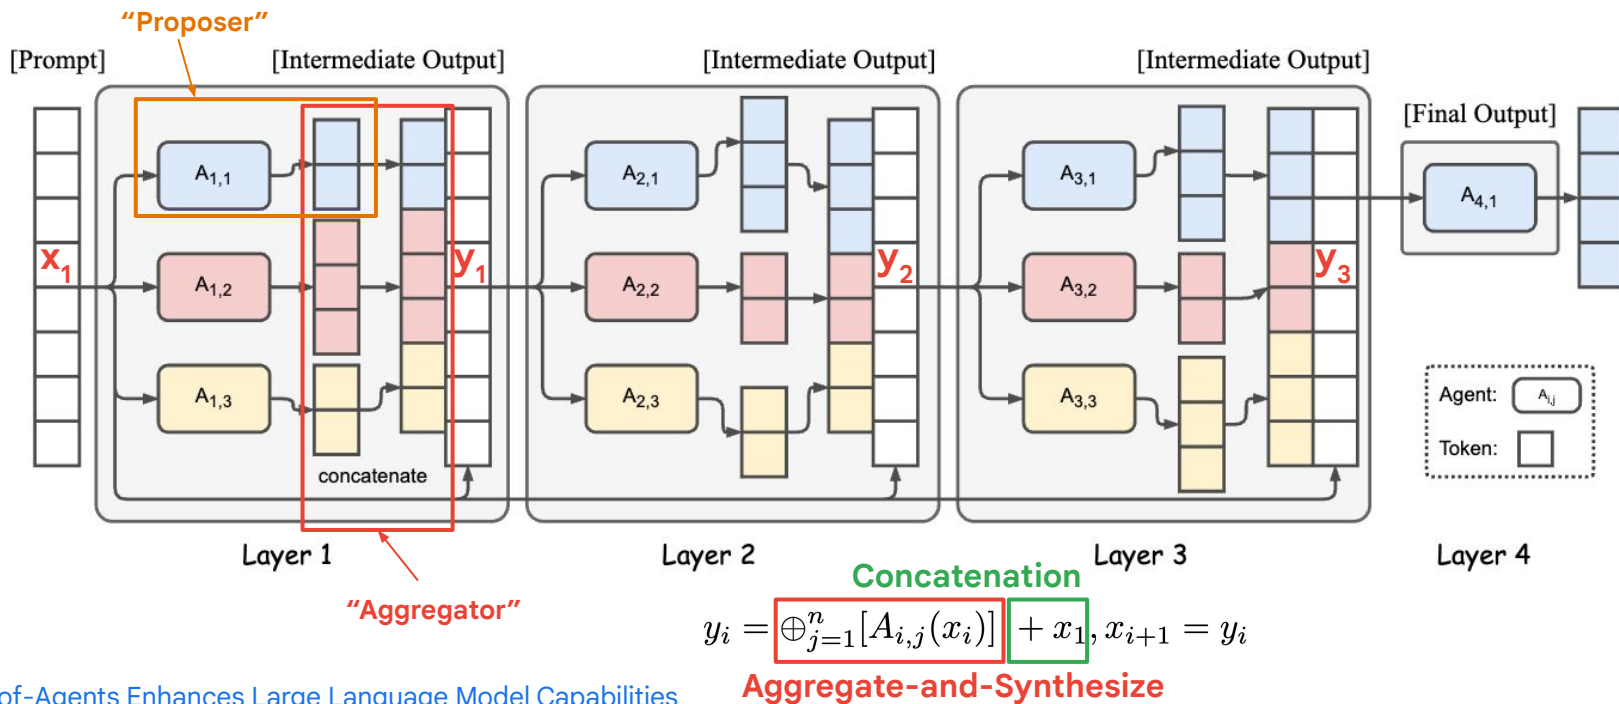 “Proposer”
[Prompt]
[Intermediate Output]
[Intermediate Output]
[Intermediate Output]
[Final Output]
A1,1
A2,1
A3,1
A4,1
x1
y1
y2
y3
A1,2
A2,2
A3,2
A1,3
A2,3
A3,3
Agent:
Ai,j
Token:
concatenate
Layer 1
Layer 2
Layer 3
Layer 4
“Aggregator”
Concatenation
yi = ⊕_{j=1}^{n}[Ai,j(xi)] + x1, xi+1 = yi
Aggregate-and-Synthesize
of-Agents Enhances Large Language Model Capabilities